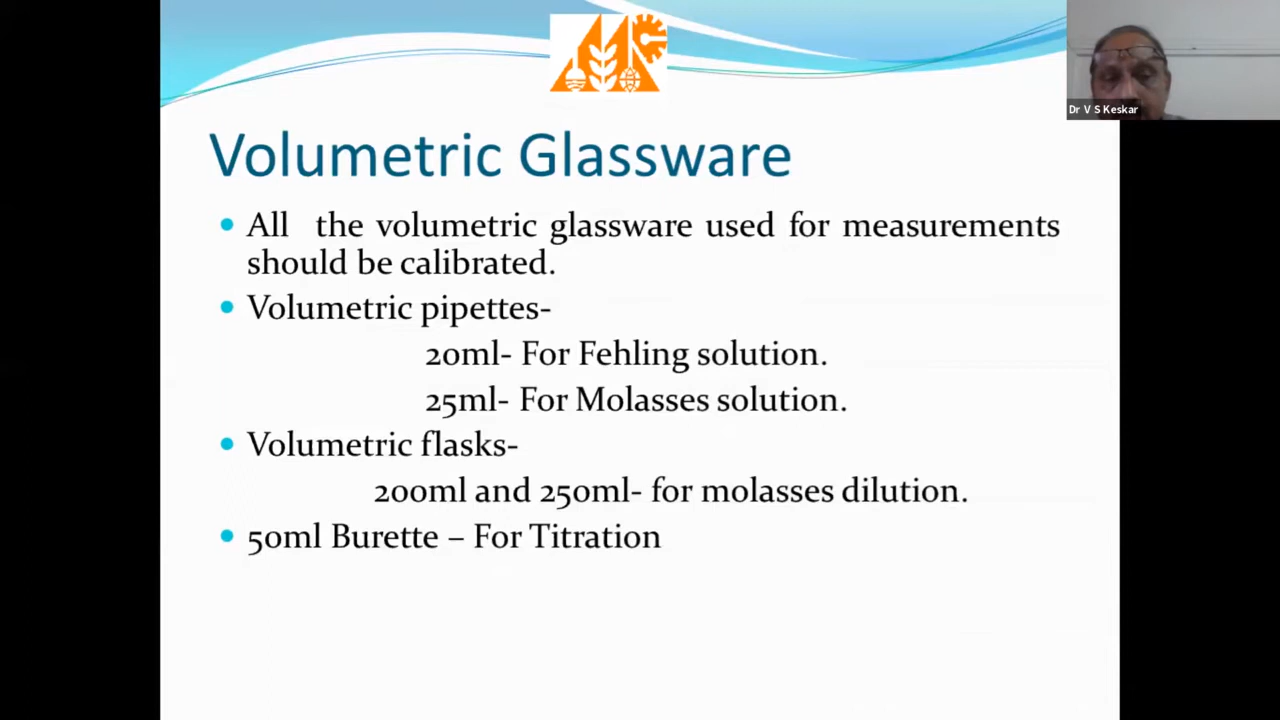 Dr V S Keskar
Volumetric Glassware
• All the volumetric glassware used for measurements
should be calibrated.
• Volumetric pipettes-
20ml- For Fehling solution.
25ml- For Molasses solution.
• Volumetric flasks-
200ml and 250ml- for molasses dilution.
• 50ml Burette – For Titration